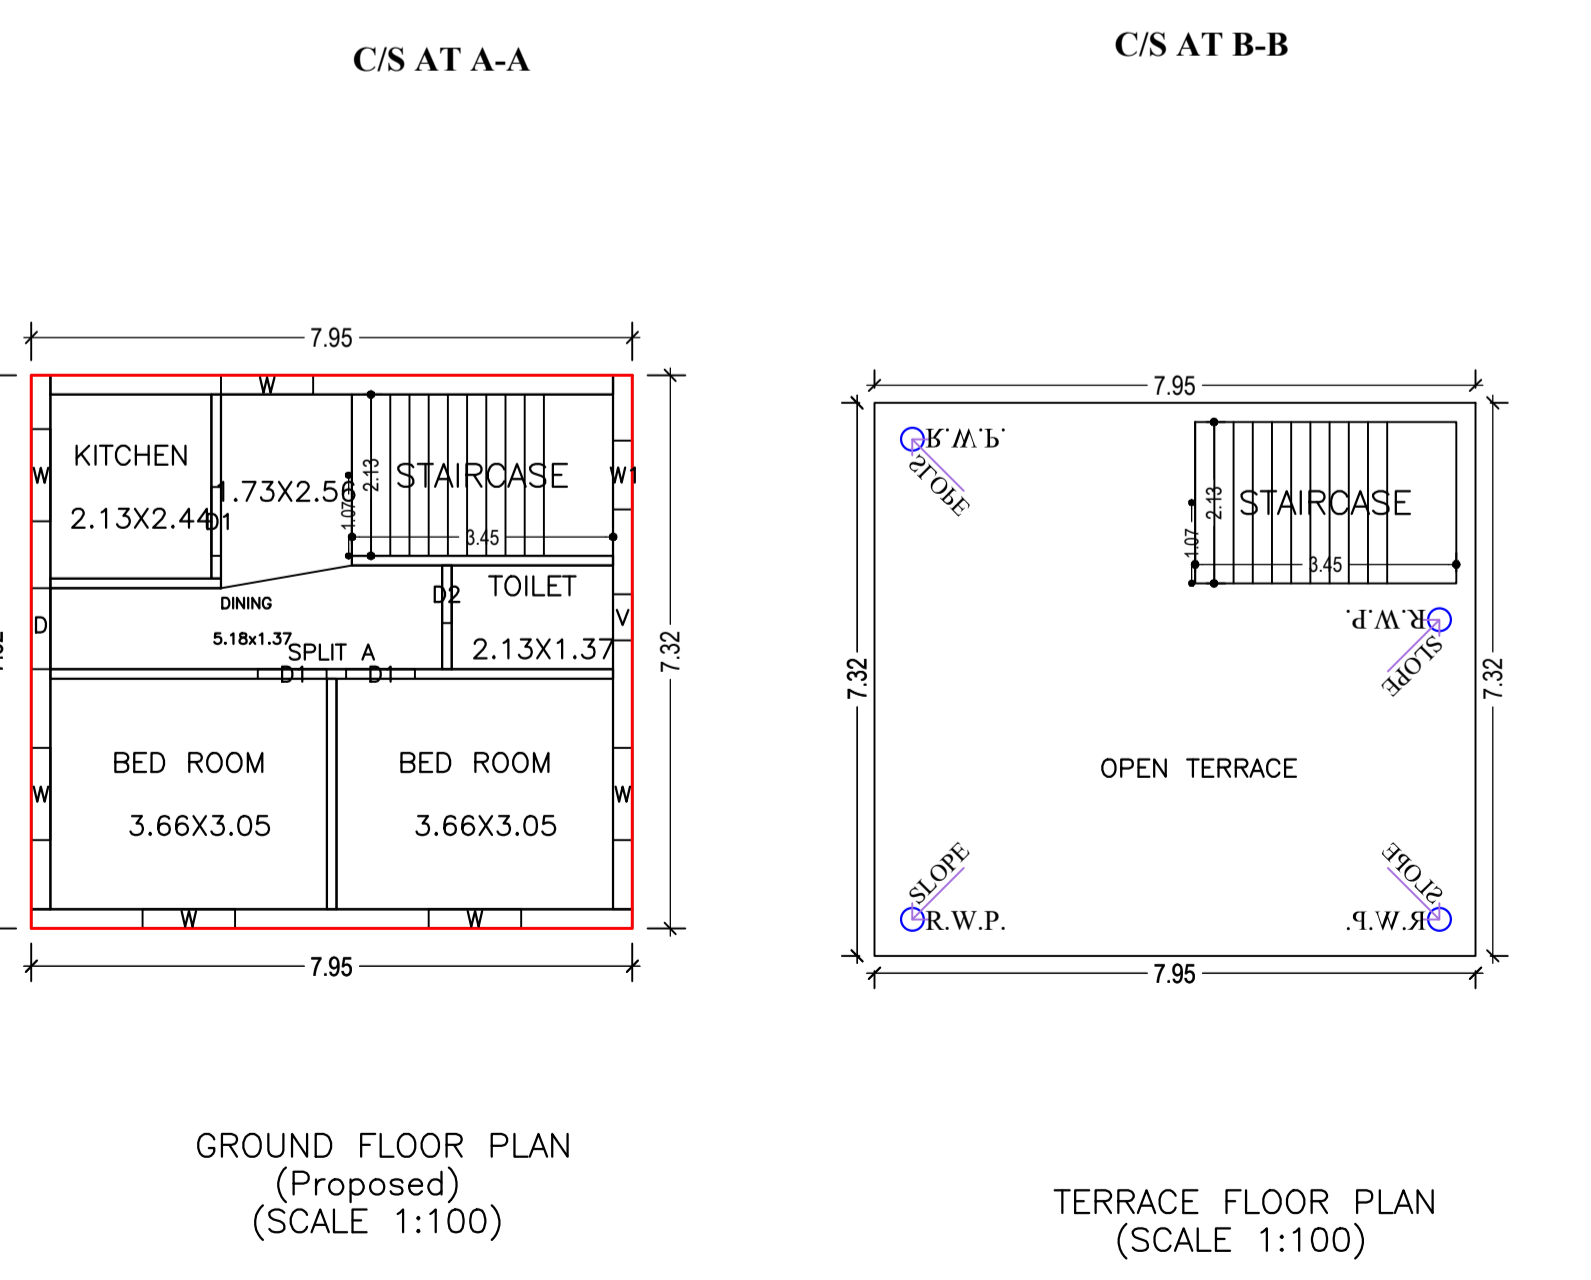 C/S AT A-A
C/S AT B-B
7.95
W
KITCHEN
2.13X2.44
W
D1
1.73X2.56
1.07
2.13
STAIRCASE
3.45
W1
D
DINING
5.18x1.37
SPLIT A
D2
TOILET
2.13X1.37
V
D1
D1
7.32
BED ROOM
3.66X3.05
BED ROOM
3.66X3.05
W
W
W
W
7.95
GROUND FLOOR PLAN
(Proposed)
(SCALE 1:100)
7.95
R.W.P.
SLOPE
1.07
2.13
STAIRCASE
3.45
R.W.P.
SLOPE
7.32
7.32
OPEN TERRACE
SLOPE
R.W.P.
SLOPE
R.W.P.
7.95
TERRACE FLOOR PLAN
(SCALE 1:100)